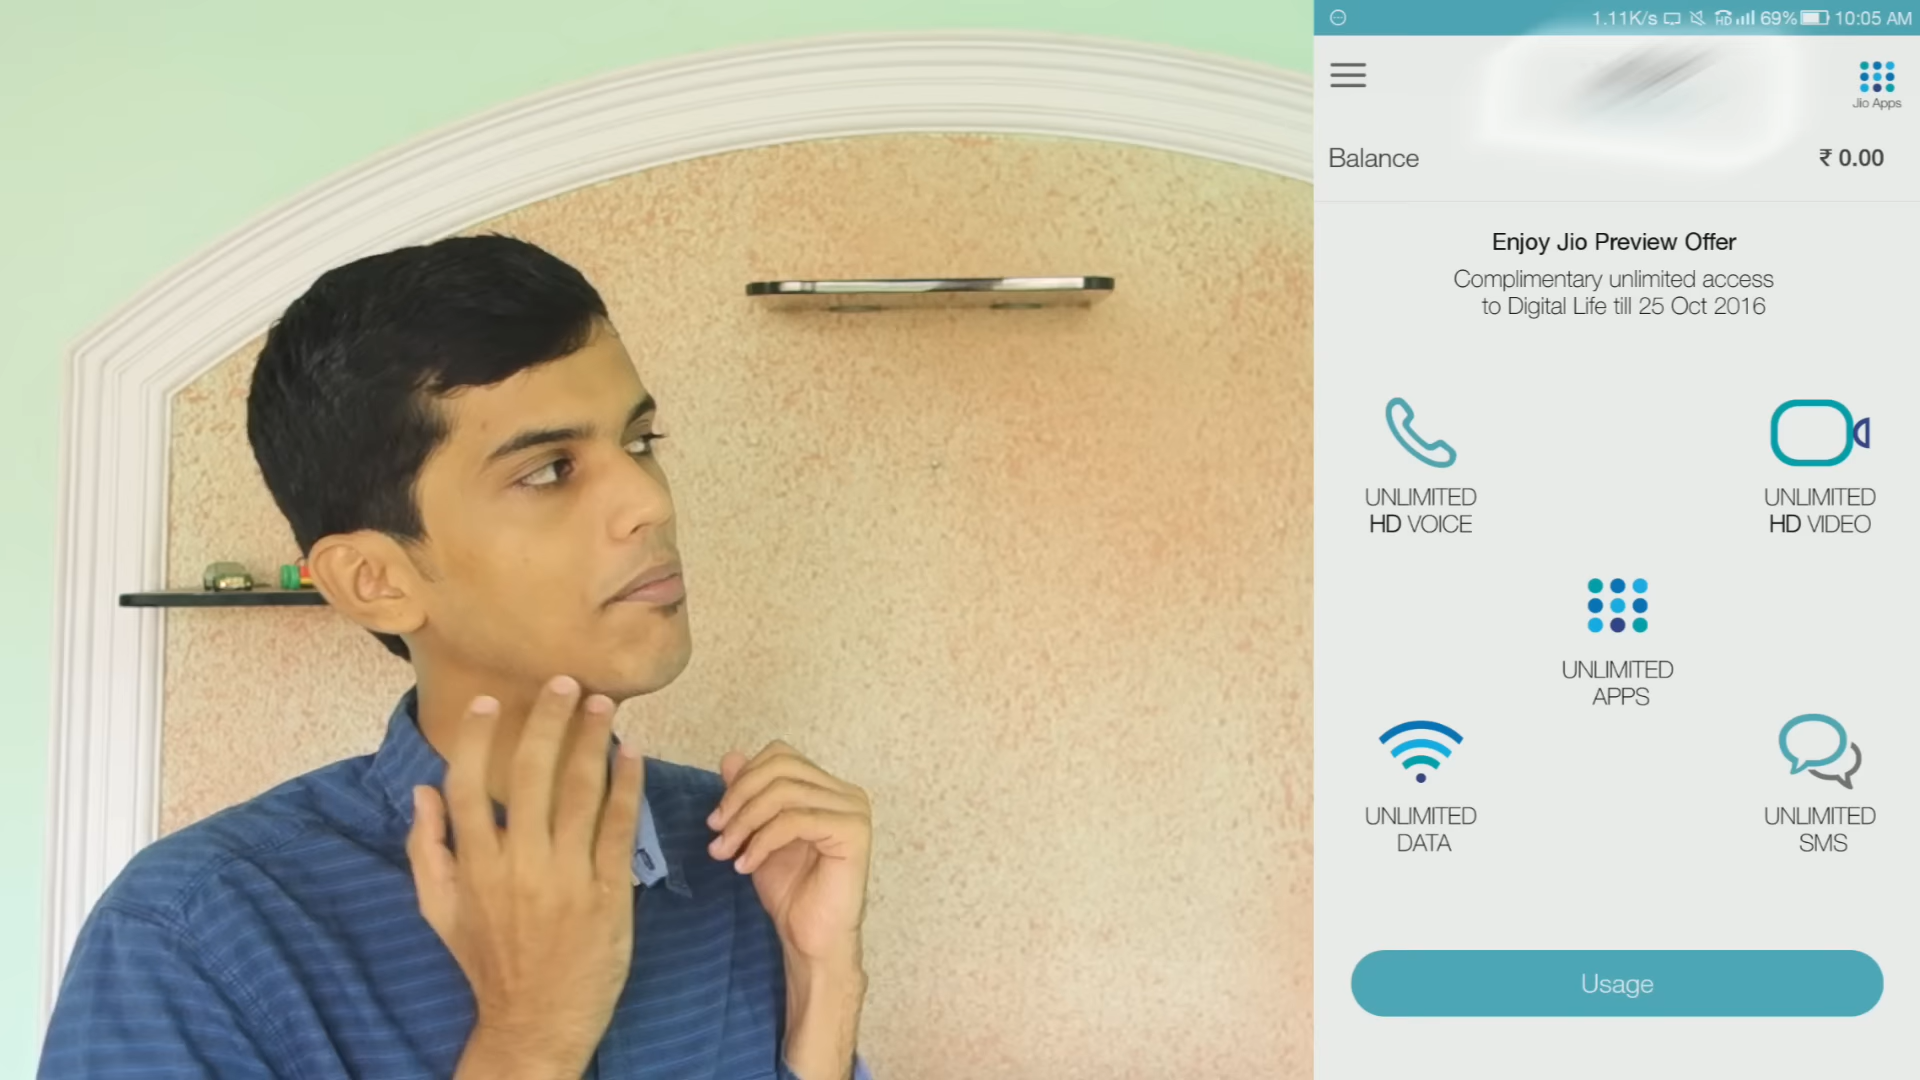 1.11K/s HD 69% 10:05 AM
Jio Apps
Balance ₹ 0.00
Enjoy Jio Preview Offer
Complimentary unlimited access
to Digital Life till 25 Oct 2016
UNLIMITED
HD VOICE
UNLIMITED
HD VIDEO
UNLIMITED
APPS
UNLIMITED
DATA
UNLIMITED
SMS
Usage